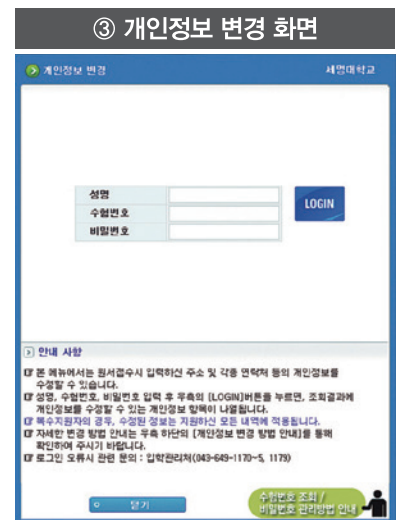 ③ 개인정보 변경 화면
개인정보 변경
세명대학교
성명
수험번호
비밀번호
LOGIN
안내 사항
☞ 본 메뉴에서는 원서접수시 입력하신 주소 및 각종 연락처 등의 개인정보를
수정할 수 있습니다.
☞ 성명, 수험번호, 비밀번호 입력 후 우측의 [LOGIN]버튼을 누르면, 조회결과에
개인정보를 수정할 수 있는 개인정보 항목이 나열됩니다.
☞ 복수지원자의 경우, 수정된 정보는 지원하신 모든 내역에 적용됩니다.
☞ 자세한 변경 방법 안내는 우측 하단의 [개인정보 변경 방법 안내]를 통해
확인하여 주시기 바랍니다.
☞ 로그인 오류시 관련 문의 : 입학관리처(043-649-1170~5, 1179)
닫기
수험번호 조회 /
비밀번호 관리방법 안내